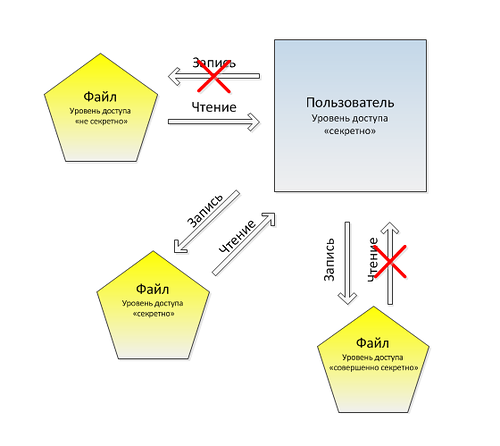 Запись
Чтение
Файл
Уровень доступа
«не секретно»
Пользователь
Уровень доступа
«секретно»
Запись
Чтение
Файл
Уровень доступа
«секретно»
Запись
Чтение
Файл
Уровень доступа
«совершенно секретно»